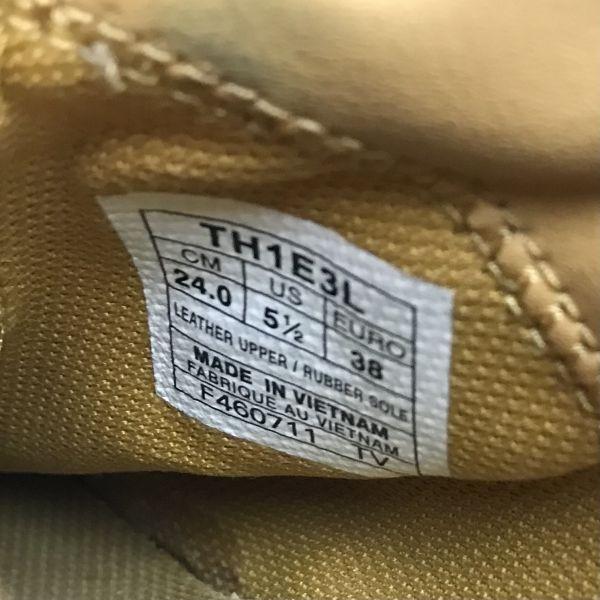 TH1E3L
CM US EURO
24.0 5½ 38
LEATHER UPPER / RUBBER SOLE
MADE IN VIETNAM
FABRIQUE AU VIETNAM
F460711 TV